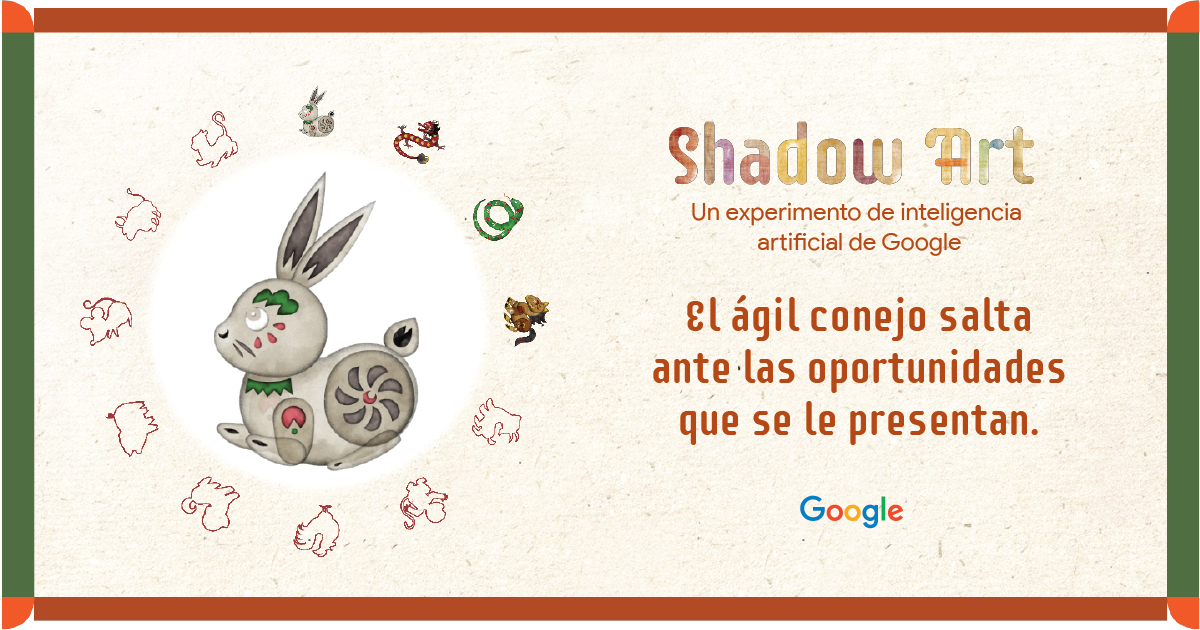 Shadow Art
Un experimento de inteligencia
artificial de Google
El ágil conejo salta
ante las oportunidades
que se le presentan.
Google